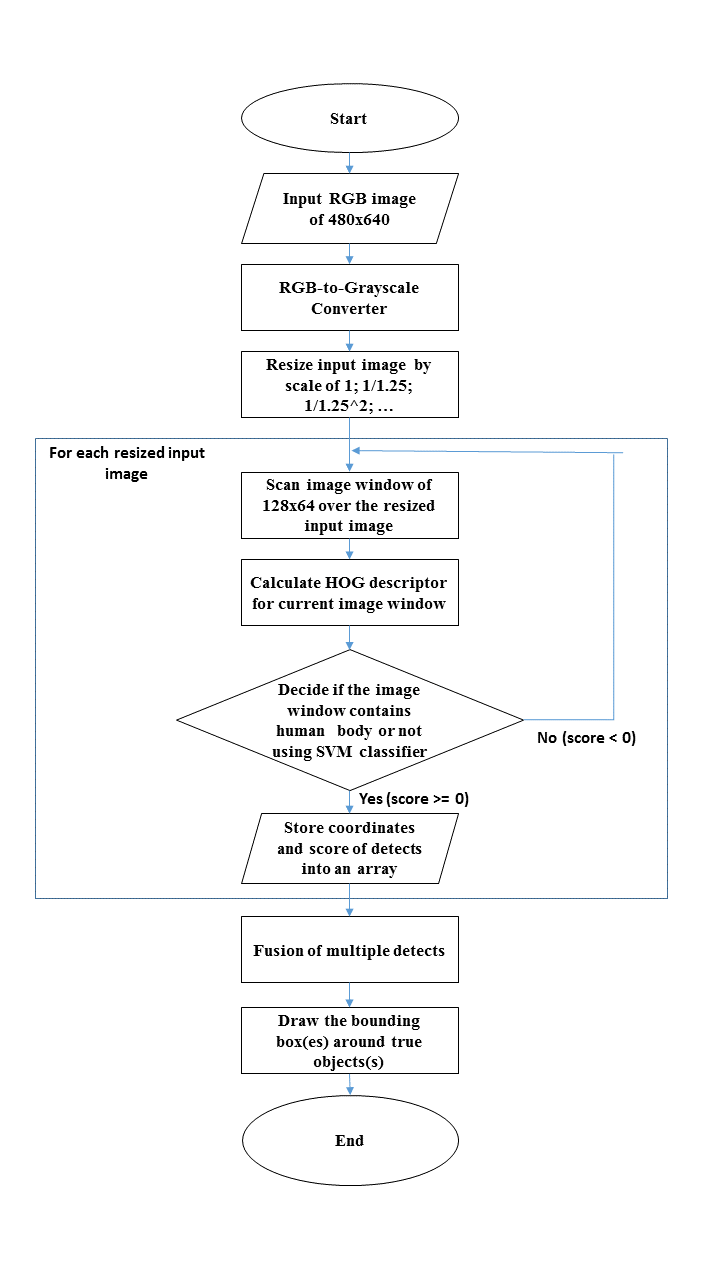 Start
Input RGB image
of 480x640
RGB-to-Grayscale
Converter
Resize input image by
scale of 1; 1/1.25;
1/1.25^2; ...
For each resized input
image
Scan image window of
128x64 over the resized
input image
Calculate HOG descriptor
for current image window
Decide if the image
window contains
human body or not
using SVM classifier
No (score < 0)
Yes (score >= 0)
Store coordinates
and score of detects
into an array
Fusion of multiple detects
Draw the bounding
box(es) around true
objects(s)
End